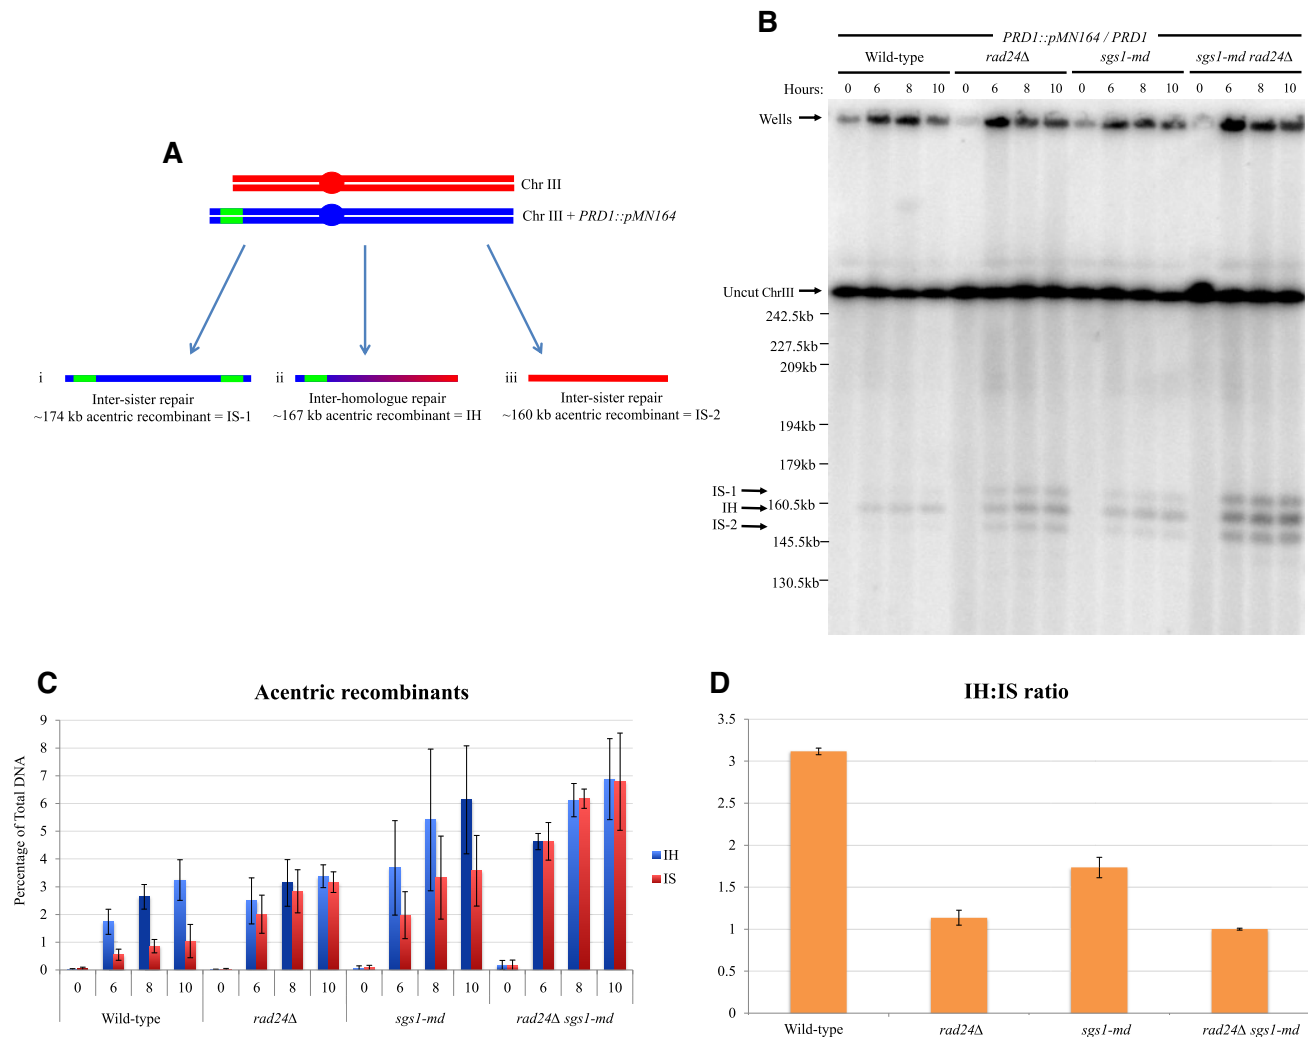 A
Chr III
Chr III + PRD1::pMN164
i
Inter-sister repair
~174 kb acentric recombinant = IS-1
ii
Inter-homologue repair
~167 kb acentric recombinant = IH
iii
Inter-sister repair
~160 kb acentric recombinant = IS-2
B
PRD1::pMN164 / PRD1
Wild-type rad24Δ sgs1-md sgs1-md rad24Δ
Hours: 0 6 8 10 0 6 8 10 0 6 8 10 0 6 8 10
Wells
Uncut ChrIII
242.5kb
227.5kb
209kb
194kb
179kb
IS-1
160.5kb
IH
IS-2
145.5kb
130.5kb
C
Acentric recombinants
Percentage of Total DNA
9
8
7
6
5
4
3
2
1
0
0 6 8 10 0 6 8 10 0 6 8 10 0 6 8 10
Wild-type rad24Δ sgs1-md rad24Δ sgs1-md
IH
IS
D
IH:IS ratio
3.5
3
2.5
2
1.5
1
0.5
0
Wild-type rad24Δ sgs1-md rad24Δ sgs1-md